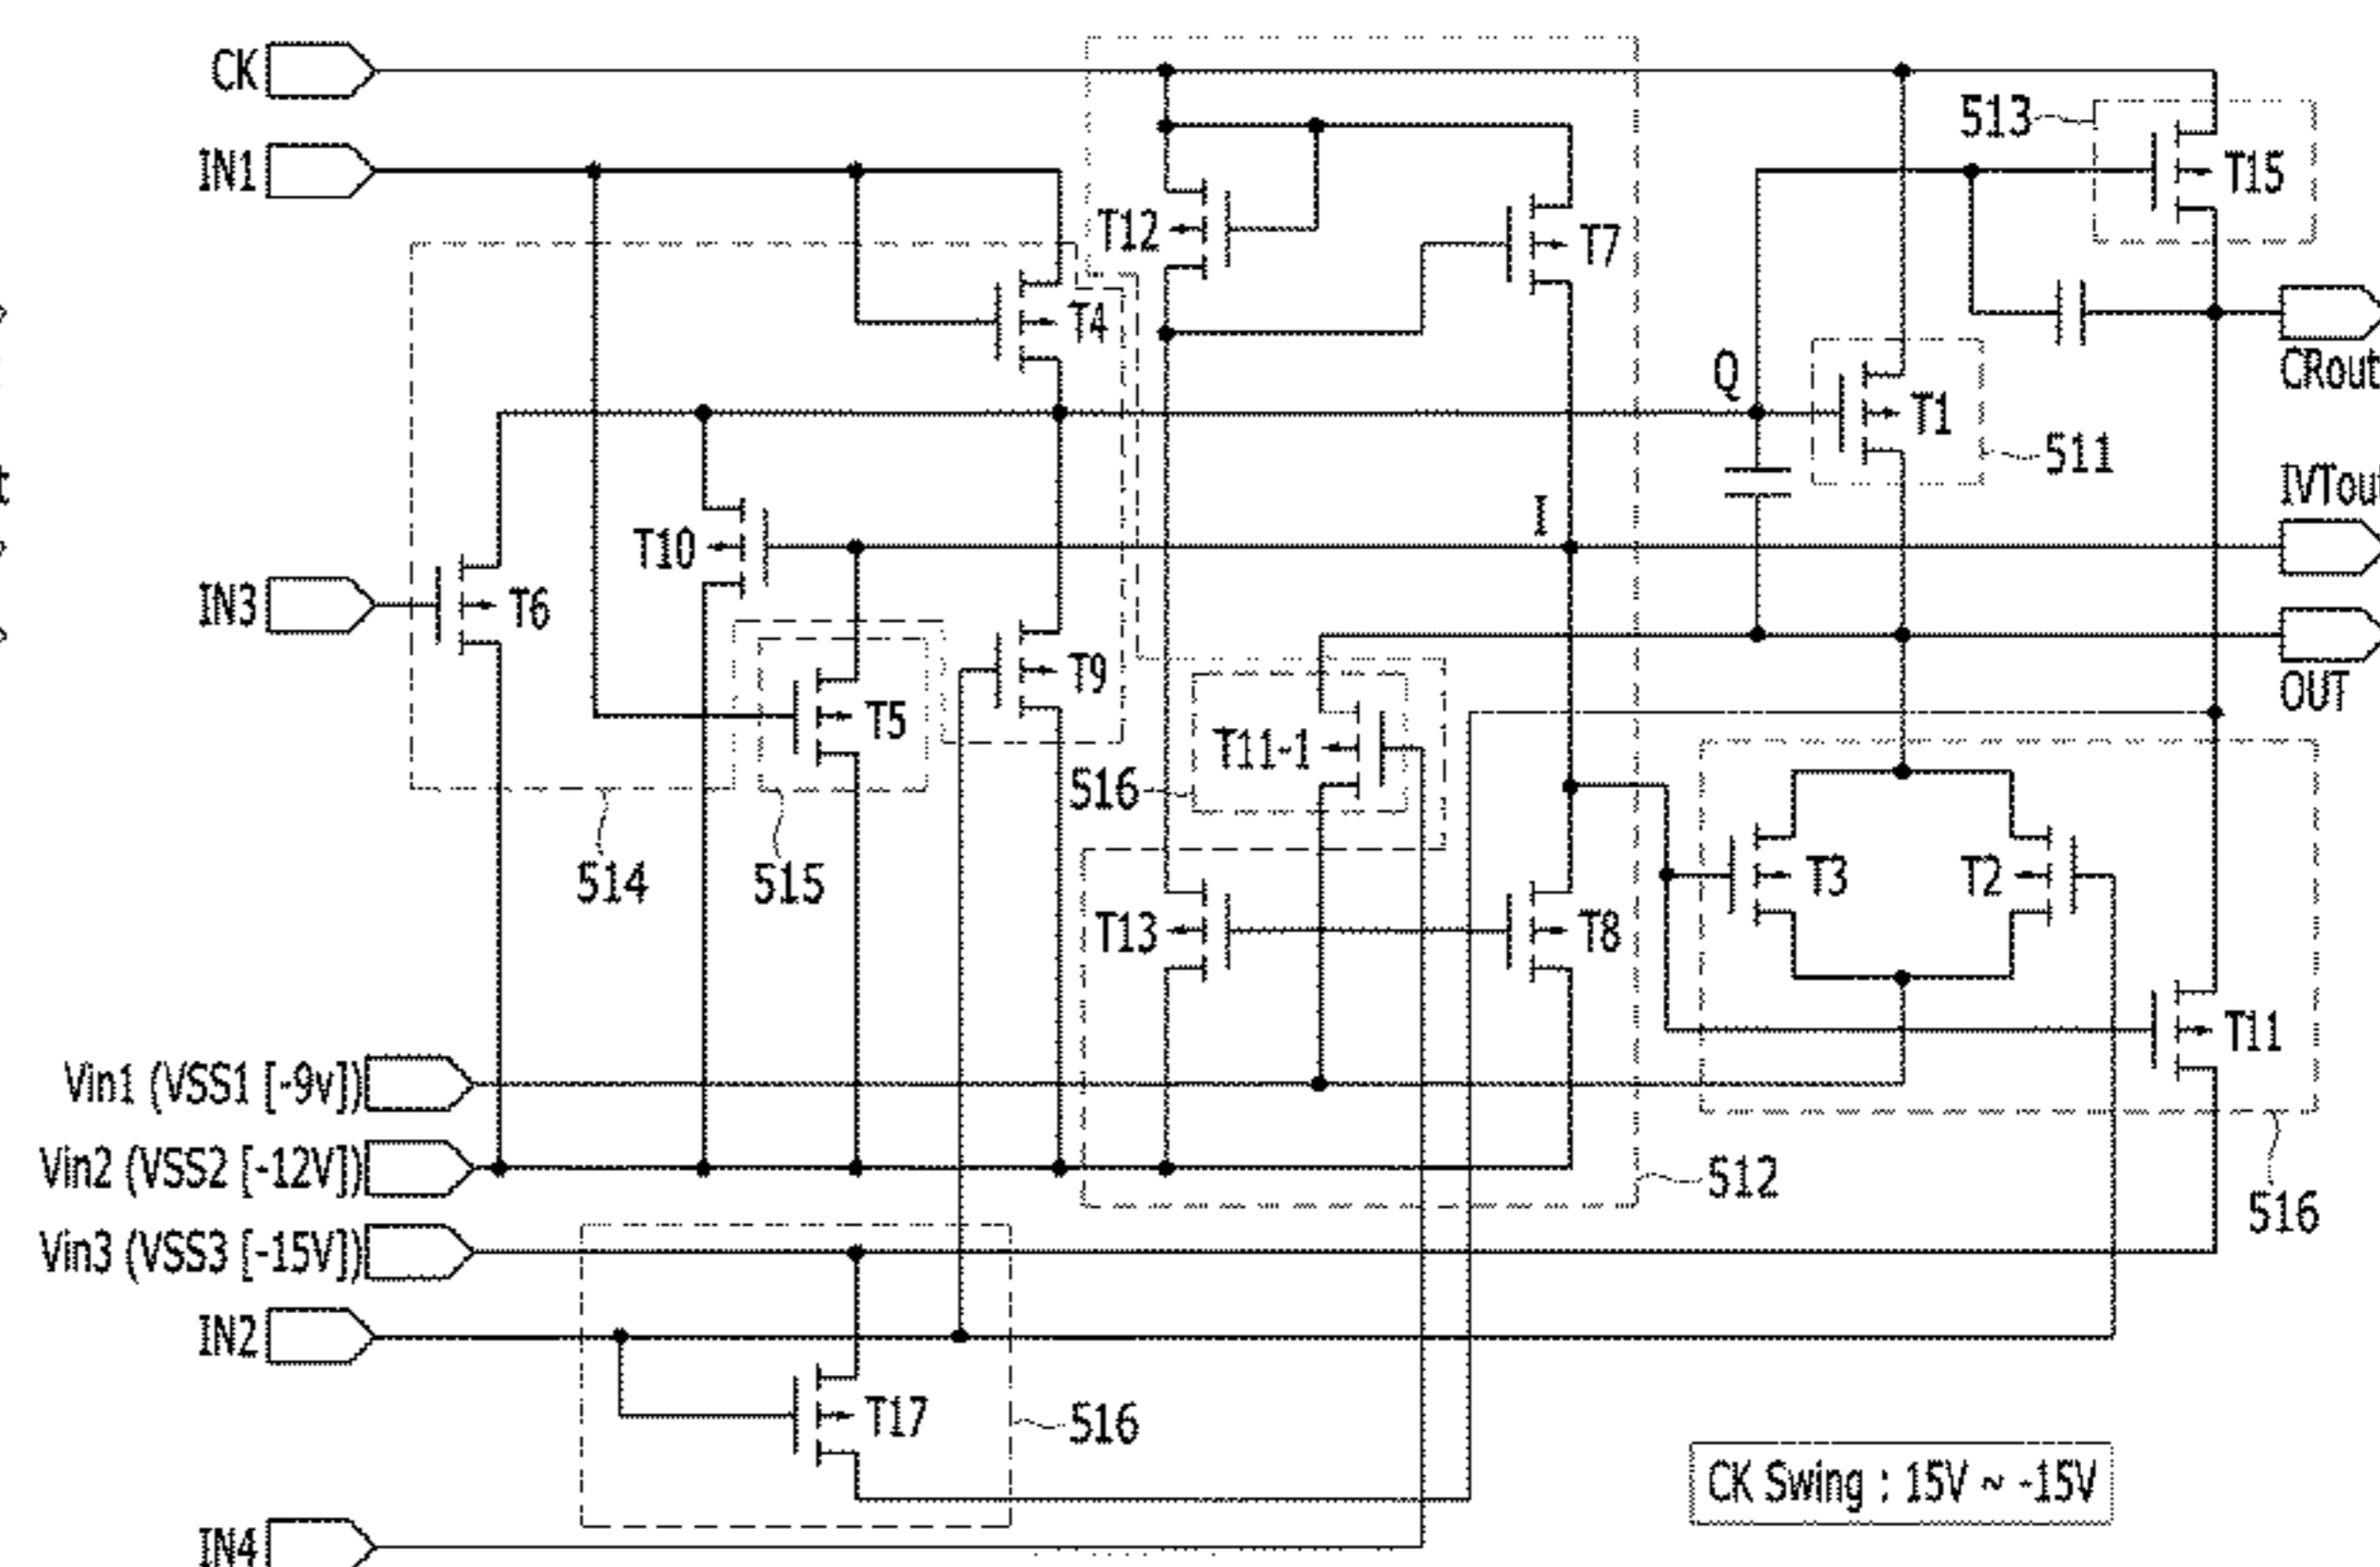 CK
513
IN1
T15
T12
T7
T4
CRout
Q
T1
511
IVTout
I
T10
IN3
T6
T9
OUT
T5
T11-1
516
514
515
T3
T2
T13
T8
T11
Vin1 (VSS1 [-9v])
Vin2 (VSS2 [-12V])
512
516
Vin3 (VSS3 [-15V])
IN2
T17
516
CK Swing : 15V ~ -15V
IN4